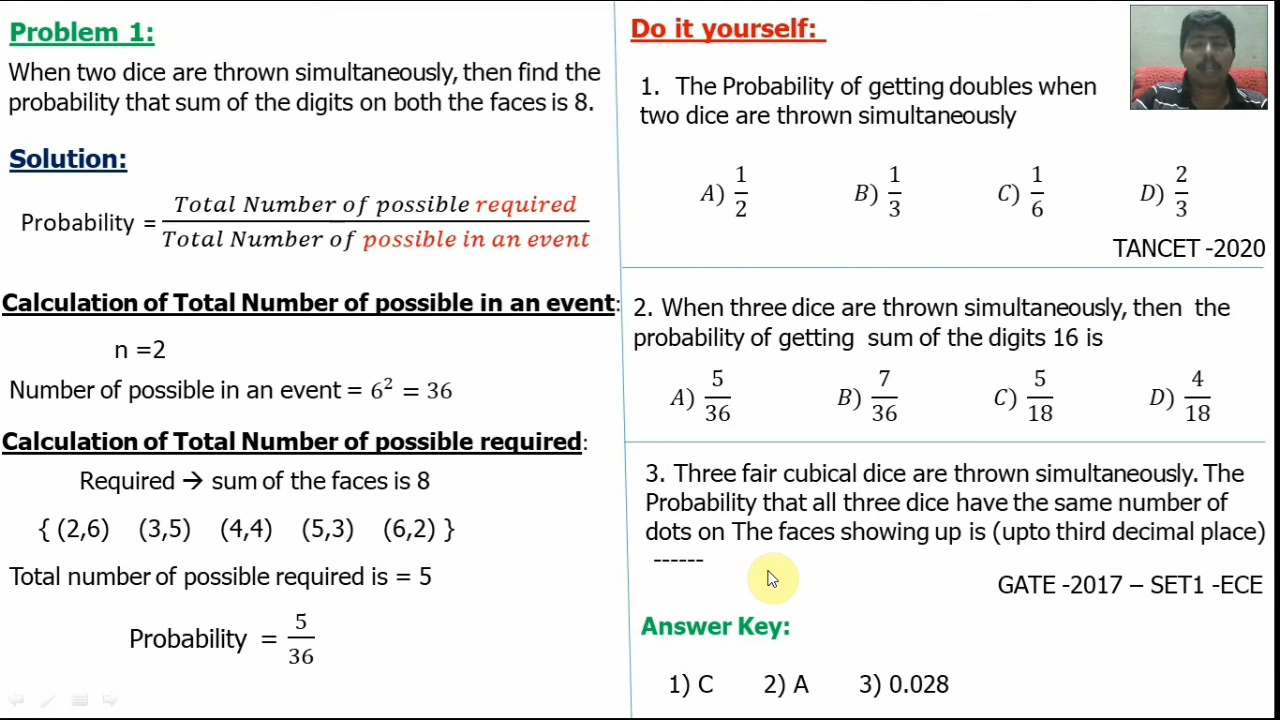 Problem 1:
When two dice are thrown simultaneously, then find the
probability that sum of the digits on both the faces is 8.
Solution:
Probability = Total Number of possible required / Total Number of possible in an event
Calculation of Total Number of possible in an event:
n =2
Number of possible in an event = 6² = 36
Calculation of Total Number of possible required:
Required → sum of the faces is 8
{ (2,6) (3,5) (4,4) (5,3) (6,2) }
Total number of possible required is = 5
Probability = 5/36
Do it yourself:
1. The Probability of getting doubles when
two dice are thrown simultaneously
A) 1/2 B) 1/3 C) 1/6 D) 2/3
TANCET -2020
2. When three dice are thrown simultaneously, then the
probability of getting sum of the digits 16 is
A) 5/36 B) 7/36 C) 5/18 D) 4/18
3. Three fair cubical dice are thrown simultaneously. The
Probability that all three dice have the same number of
dots on The faces showing up is (upto third decimal place)
------
GATE -2017 – SET1 -ECE
Answer Key:
1) C 2) A 3) 0.028